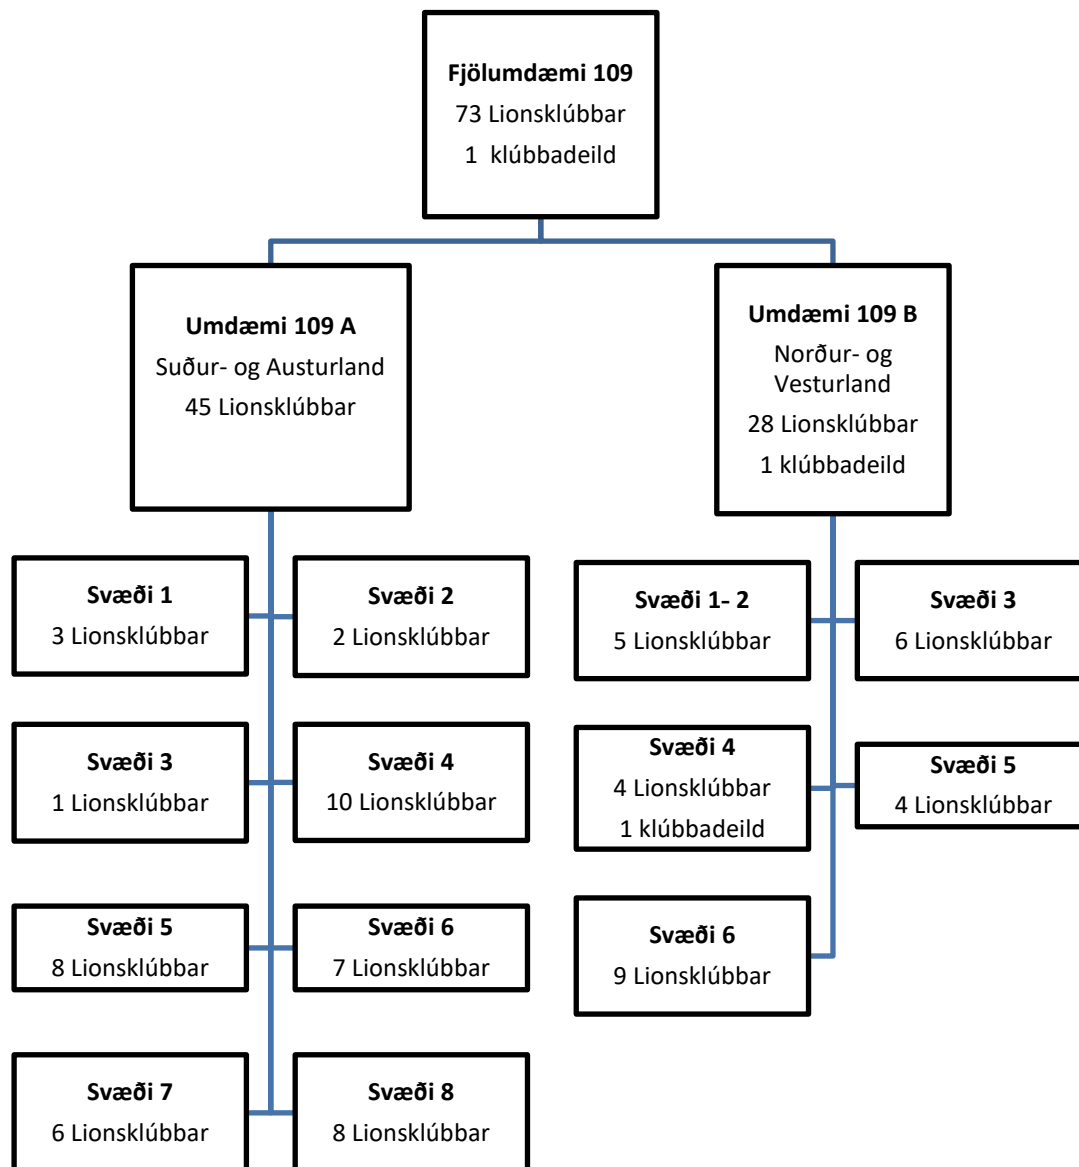 Fjölumdæmi 109
73 Lionsklúbbar
1 klúbbadeild
Umdæmi 109 A
Suður- og Austurland
45 Lionsklúbbar
Umdæmi 109 B
Norður- og
Vesturland
28 Lionsklúbbar
1 klúbbadeild
Svæði 1
3 Lionsklúbbar
Svæði 2
2 Lionsklúbbar
Svæði 1- 2
5 Lionsklúbbar
Svæði 3
6 Lionsklúbbar
Svæði 3
1 Lionsklúbbar
Svæði 4
10 Lionsklúbbar
Svæði 4
4 Lionsklúbbar
1 klúbbadeild
Svæði 5
4 Lionsklúbbar
Svæði 5
8 Lionsklúbbar
Svæði 6
7 Lionsklúbbar
Svæði 6
9 Lionsklúbbar
Svæði 7
6 Lionsklúbbar
Svæði 8
8 Lionsklúbbar